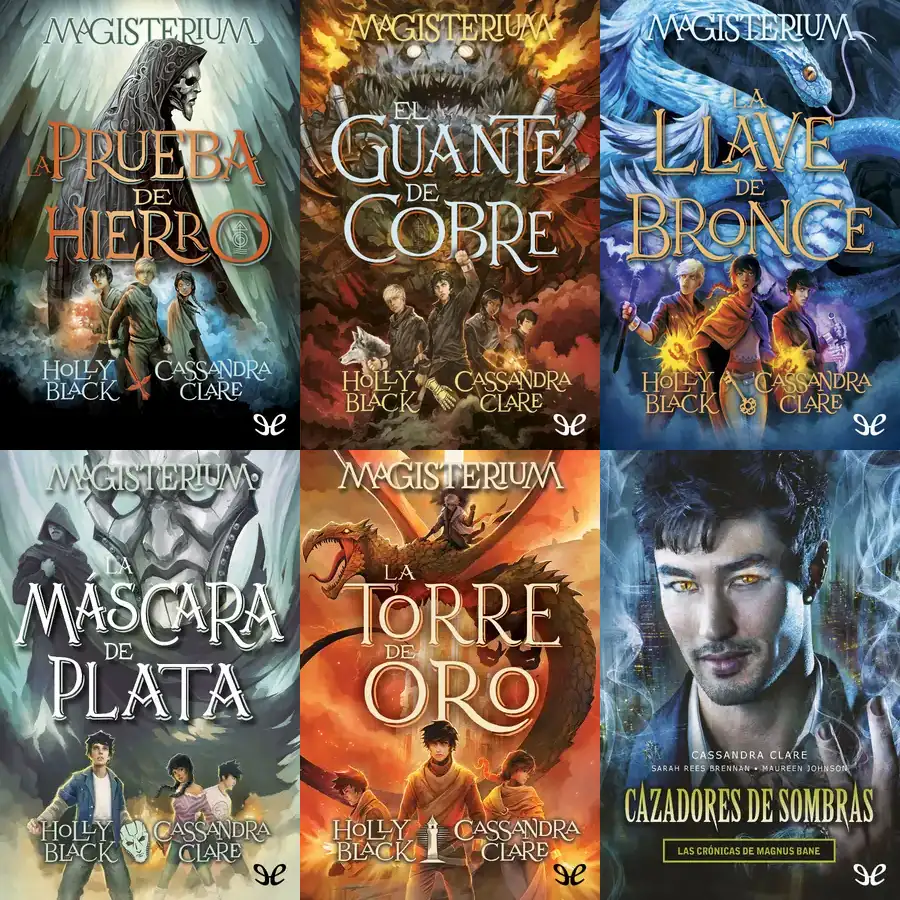 MAGISTERIUM
LA PRUEBA
DE
HIERRO
HOLLY
BLACK
CASSANDRA
CLARE
MAGISTERIUM
EL
GUANTE
DE
COBRE
HOLLY
BLACK
CASSANDRA
CLARE
MAGISTERIUM
LA
LLAVE
DE
BRONCE
HOLLY
BLACK
CASSANDRA
CLARE
MAGISTERIUM
LA
MÁSCARA
DE
PLATA
HOLLY
BLACK
CASSANDRA
CLARE
MAGISTERIUM
LA
TORRE
DE
ORO
HOLLY
BLACK
CASSANDRA
CLARE
CASSANDRA CLARE
SARAH REES BRENNAN • MAUREEN JOHNSON
CAZADORES DE SOMBRAS
LAS CRÓNICAS DE MAGNUS BANE